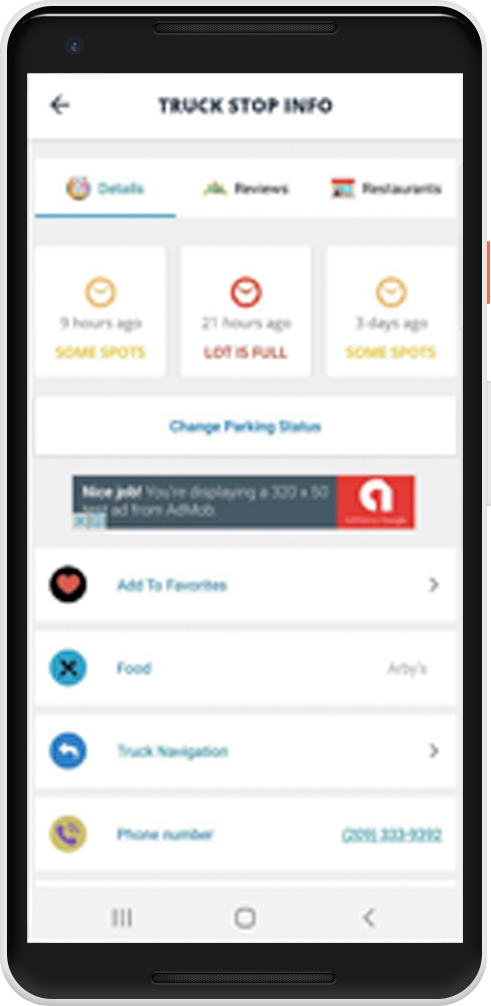 TRUCK STOP INFO
Details
Reviews
Restaurants
9 hours ago
21 hours ago
3 days ago
SOME SPOTS
LOT IS FULL
SOME SPOTS
Change Parking Status
Nice job! You're displaying a 320 x 50
test ad from AdMob.
Add To Favorites
Food
Arby's
Truck Navigation
Phone number
(209) 333-9392